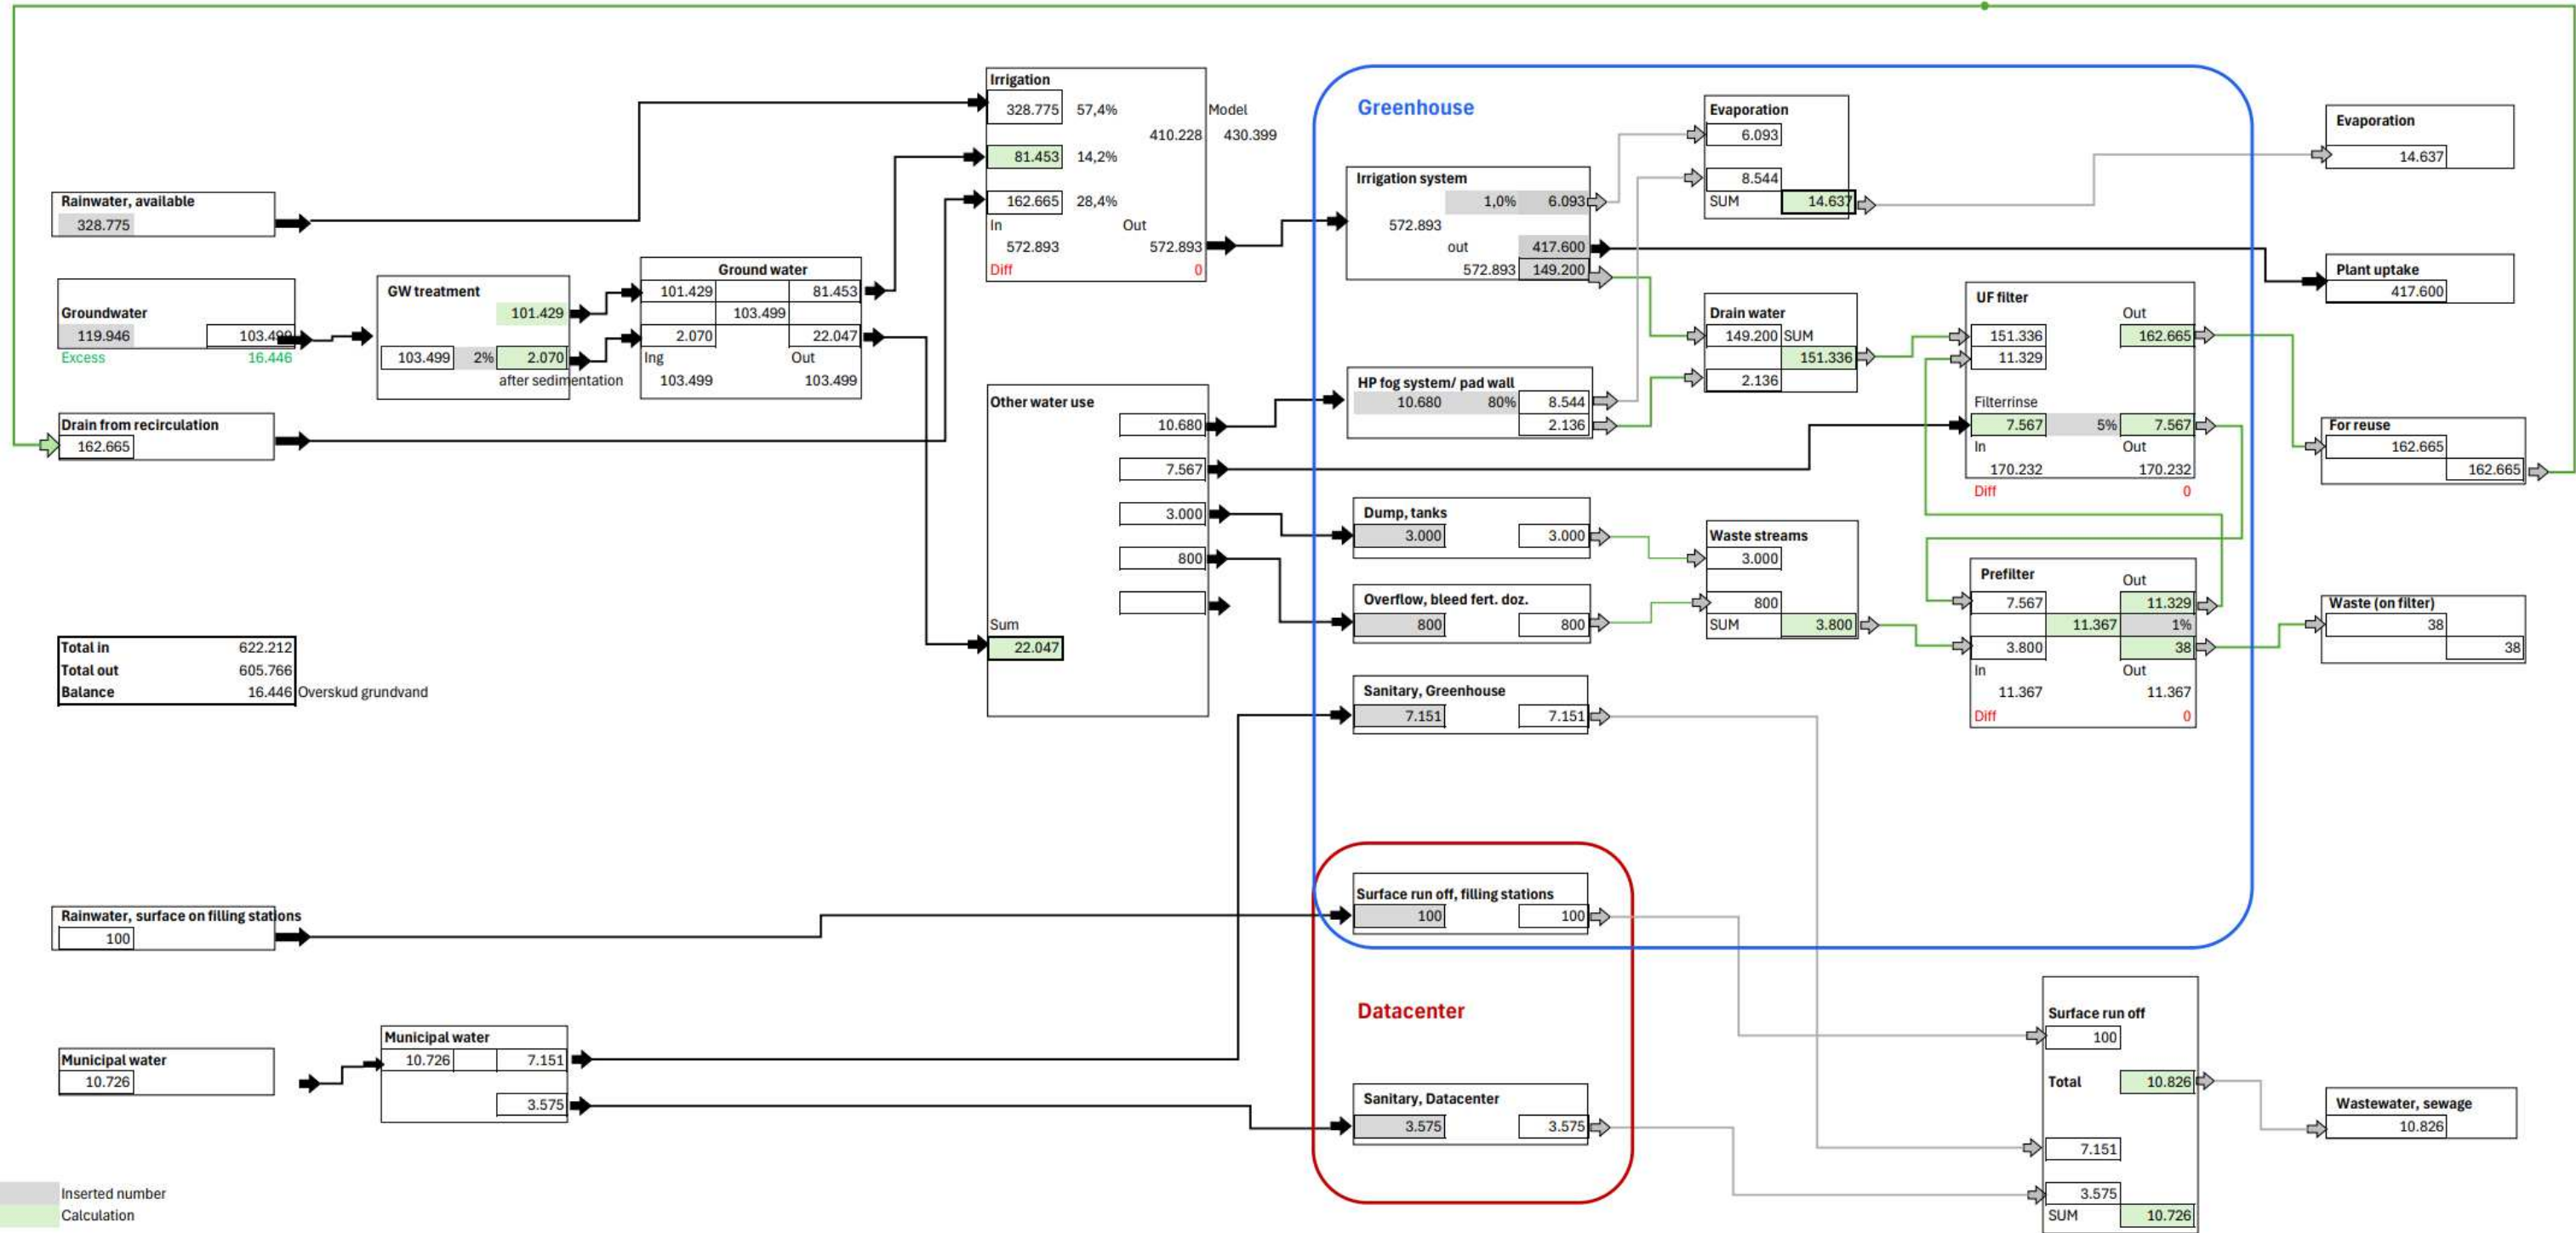 Rainwater, available
328.775
Groundwater
119.946 103.499
Excess 16.446
Drain from recirculation
162.665
Total in 622.212
Total out 605.766
Balance 16.446 Overskud grundvand
Rainwater, surface on filling stations
100
Municipal water
10.726
Inserted number
Calculation
GW treatment
101.429
103.499 2% 2.070
after sedimentation
Ground water
101.429 81.453
103.499
2.070 22.047
Ing Out
103.499 103.499
Municipal water
10.726 7.151
3.575
Irrigation
328.775 57,4%
Model
410.228 430.399
81.453 14,2%
162.665 28,4%
In Out
572.893 572.893
Diff 0
Other water use
10.680
7.567
3.000
800
Sum
22.047
Greenhouse
Irrigation system
1,0% 6.093
572.893
out 417.600
572.893 149.200
HP fog system/ pad wall
10.680 80% 8.544
2.136
Dump, tanks
3.000 3.000
Overflow, bleed fert. doz.
800 800
Sanitary, Greenhouse
7.151 7.151
Surface run off, filling stations
100 100
Datacenter
Sanitary, Datacenter
3.575 3.575
Evaporation
6.093
8.544
SUM 14.637
Drain water
149.200 SUM
151.336
2.136
Waste streams
3.000
800
SUM 3.800
UF filter
Out
151.336 162.665
11.329
Filterrinse
7.567 5% 7.567
In Out
170.232 170.232
Diff 0
Prefilter
Out
7.567 11.329
11.367 1%
3.800 38
In Out
11.367 11.367
Diff 0
Surface run off
100
Total 10.826
7.151
3.575
SUM 10.726
Evaporation
14.637
Plant uptake
417.600
For reuse
162.665
162.665
Waste (on filter)
38
38
Wastewater, sewage
10.826